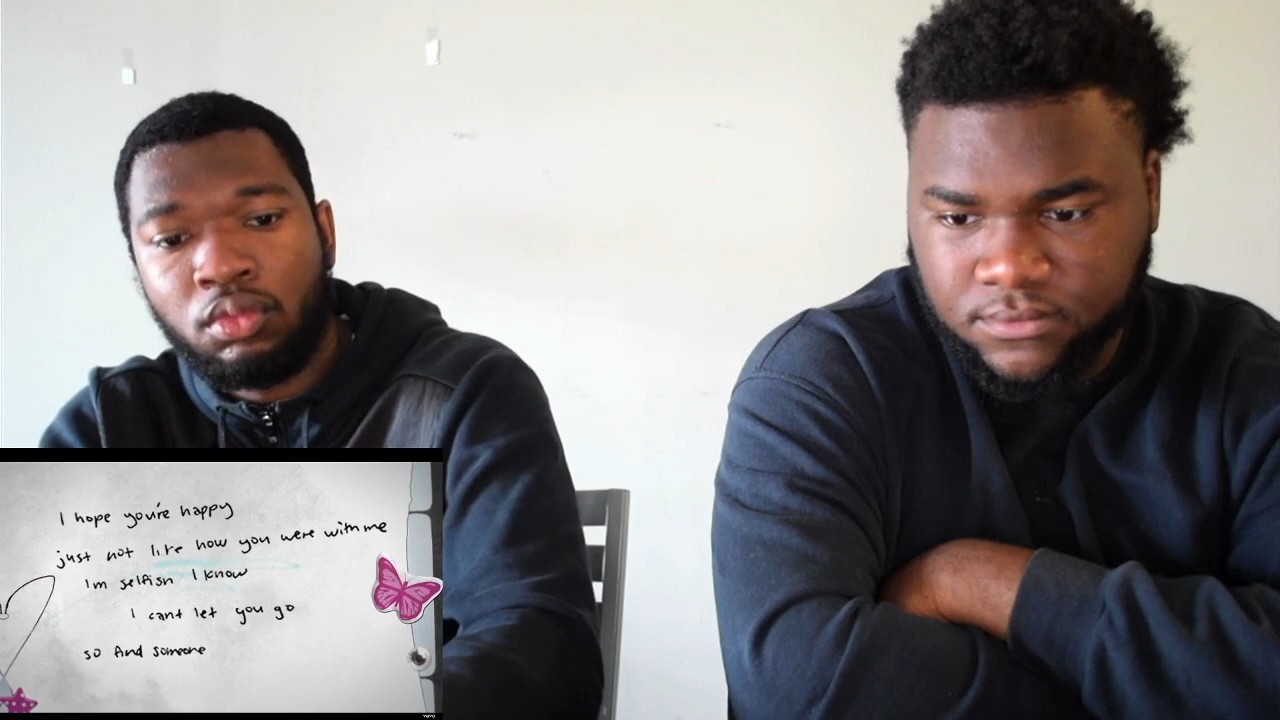 I hope you're happy
just not like how you were with me
I'm selfish I know
I cant let you go
so find someone
vevo